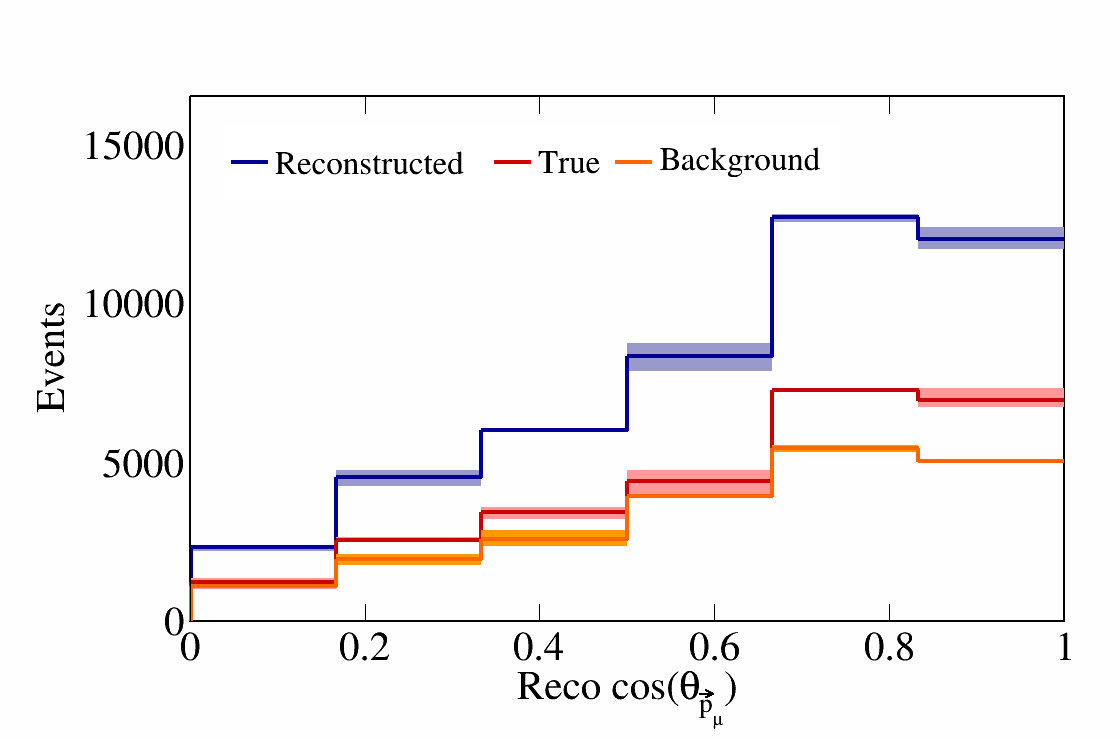 15000
10000
5000
0
Events
Reconstructed
True
Background
0
0.2
0.4
0.6
0.8
1
Reco cos(θp⃗μ)